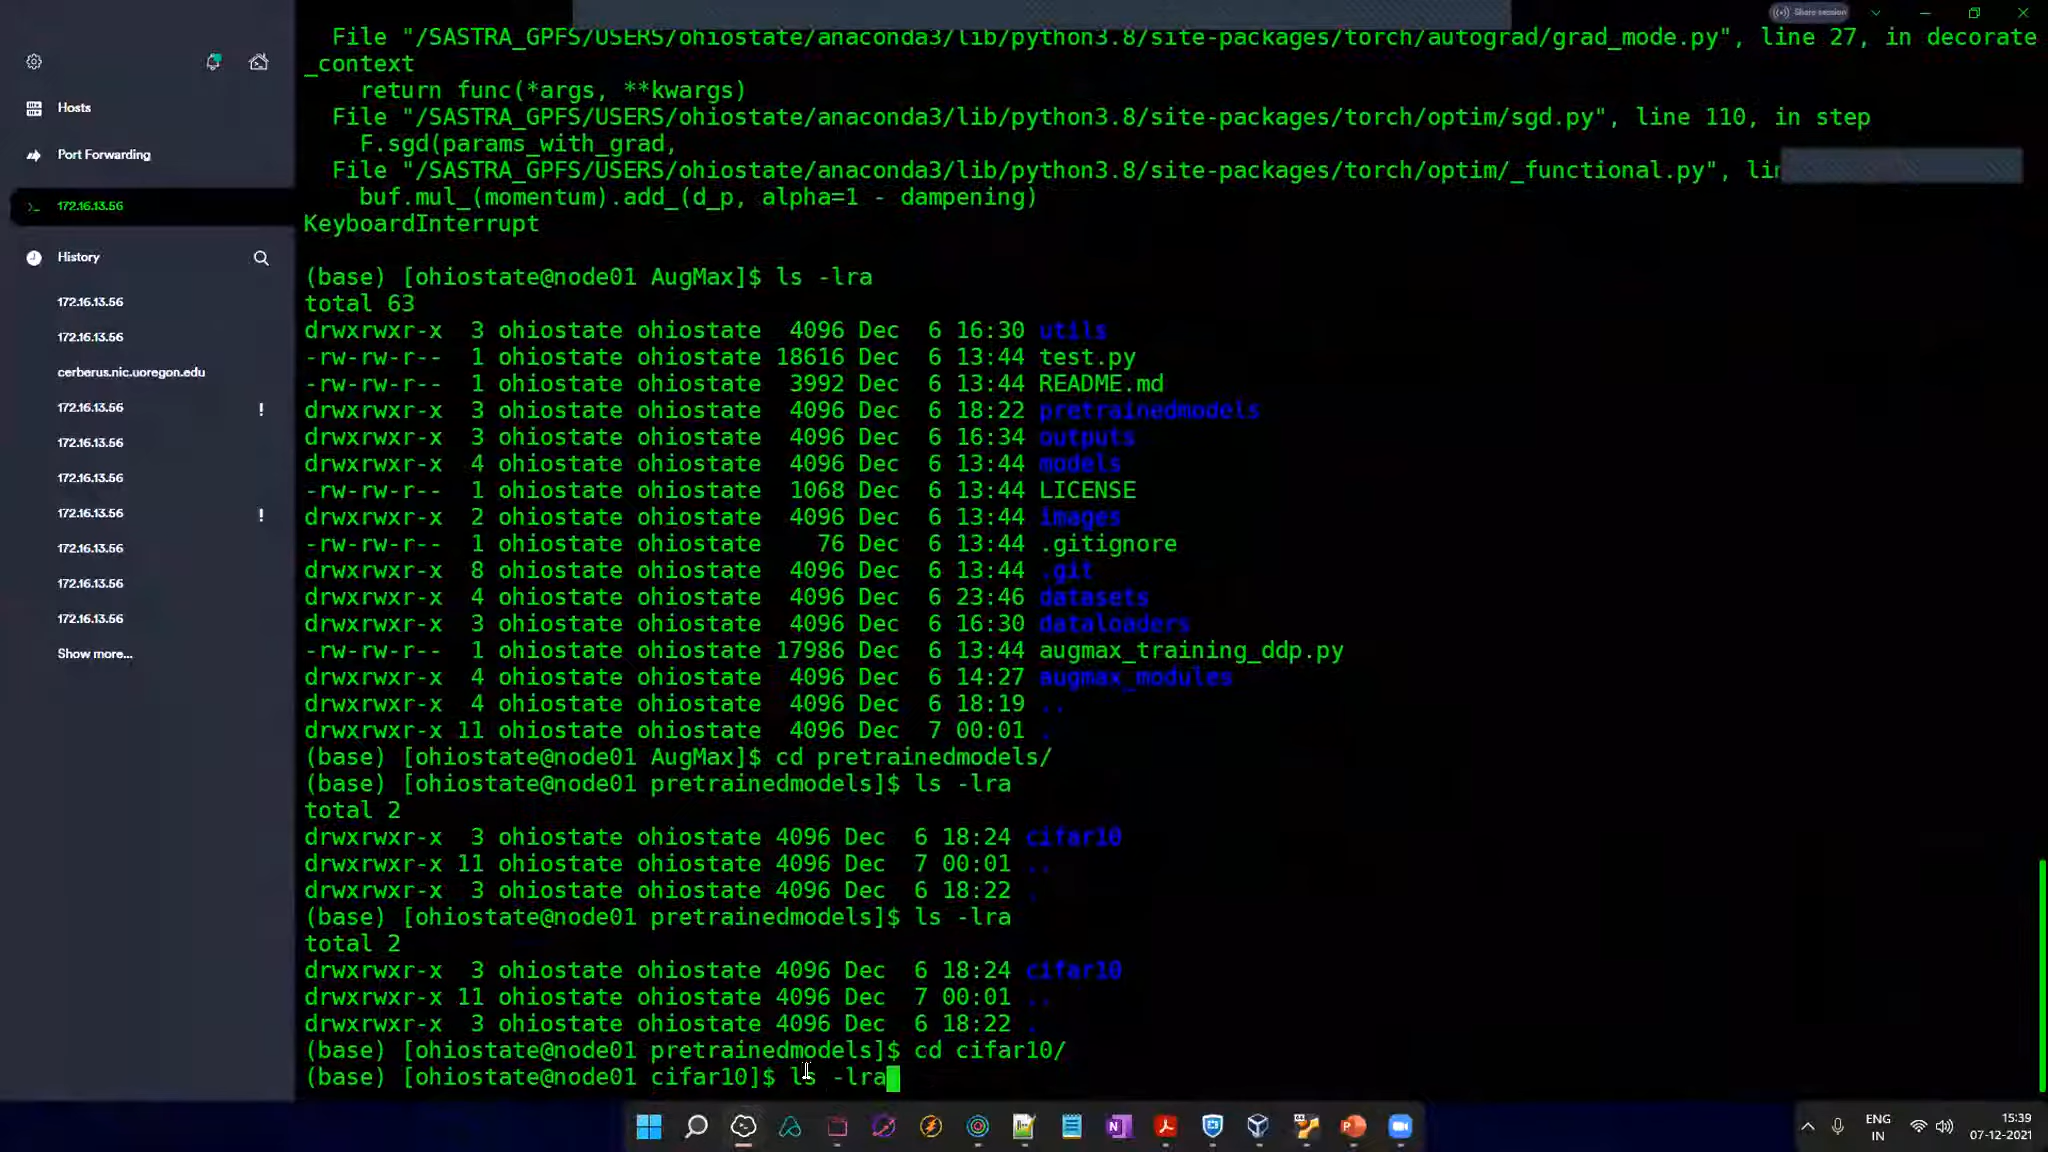 Share session
File "/SASTRA_GPFS/USERS/ohiostate/anaconda3/lib/python3.8/site-packages/torch/autograd/grad_mode.py", line 27, in decorate
_context
return func(*args, **kwargs)
File "/SASTRA_GPFS/USERS/ohiostate/anaconda3/lib/python3.8/site-packages/torch/optim/sgd.py", line 110, in step
F.sgd(params_with_grad,
File "/SASTRA_GPFS/USERS/ohiostate/anaconda3/lib/python3.8/site-packages/torch/optim/_functional.py", lin
buf.mul_(momentum).add_(d_p, alpha=1 - dampening)
KeyboardInterrupt
(base) [ohiostate@node01 AugMax]$ ls -lra
total 63
drwxrwxr-x 3 ohiostate ohiostate 4096 Dec 6 16:30 utils
-rw-rw-r-- 1 ohiostate ohiostate 18616 Dec 6 13:44 test.py
-rw-rw-r-- 1 ohiostate ohiostate 3992 Dec 6 13:44 README.md
drwxrwxr-x 3 ohiostate ohiostate 4096 Dec 6 18:22 pretrainedmodels
drwxrwxr-x 3 ohiostate ohiostate 4096 Dec 6 16:34 outputs
drwxrwxr-x 4 ohiostate ohiostate 4096 Dec 6 13:44 models
-rw-rw-r-- 1 ohiostate ohiostate 1068 Dec 6 13:44 LICENSE
drwxrwxr-x 2 ohiostate ohiostate 4096 Dec 6 13:44 images
-rw-rw-r-- 1 ohiostate ohiostate 76 Dec 6 13:44 .gitignore
drwxrwxr-x 8 ohiostate ohiostate 4096 Dec 6 13:44 .git
drwxrwxr-x 4 ohiostate ohiostate 4096 Dec 6 23:46 datasets
drwxrwxr-x 3 ohiostate ohiostate 4096 Dec 6 16:30 dataloaders
-rw-rw-r-- 1 ohiostate ohiostate 17986 Dec 6 13:44 augmax_training_ddp.py
drwxrwxr-x 4 ohiostate ohiostate 4096 Dec 6 14:27 augmax_modules
drwxrwxr-x 4 ohiostate ohiostate 4096 Dec 6 18:19 ..
drwxrwxr-x 11 ohiostate ohiostate 4096 Dec 7 00:01 .
(base) [ohiostate@node01 AugMax]$ cd pretrainedmodels/
(base) [ohiostate@node01 pretrainedmodels]$ ls -lra
total 2
drwxrwxr-x 3 ohiostate ohiostate 4096 Dec 6 18:24 cifar10
drwxrwxr-x 11 ohiostate ohiostate 4096 Dec 7 00:01 ..
drwxrwxr-x 3 ohiostate ohiostate 4096 Dec 6 18:22 .
(base) [ohiostate@node01 pretrainedmodels]$ ls -lra
total 2
drwxrwxr-x 3 ohiostate ohiostate 4096 Dec 6 18:24 cifar10
drwxrwxr-x 11 ohiostate ohiostate 4096 Dec 7 00:01 ..
drwxrwxr-x 3 ohiostate ohiostate 4096 Dec 6 18:22 .
(base) [ohiostate@node01 pretrainedmodels]$ cd cifar10/
(base) [ohiostate@node01 cifar10]$ ls -lra
Hosts
Port Forwarding
172.16.13.56
History
172.16.13.56
172.16.13.56
cerberus.nic.uoregon.edu
172.16.13.56 !
172.16.13.56
172.16.13.56
172.16.13.56 !
172.16.13.56
172.16.13.56
172.16.13.56
Show more...
ENG
IN
15:39
07-12-2021